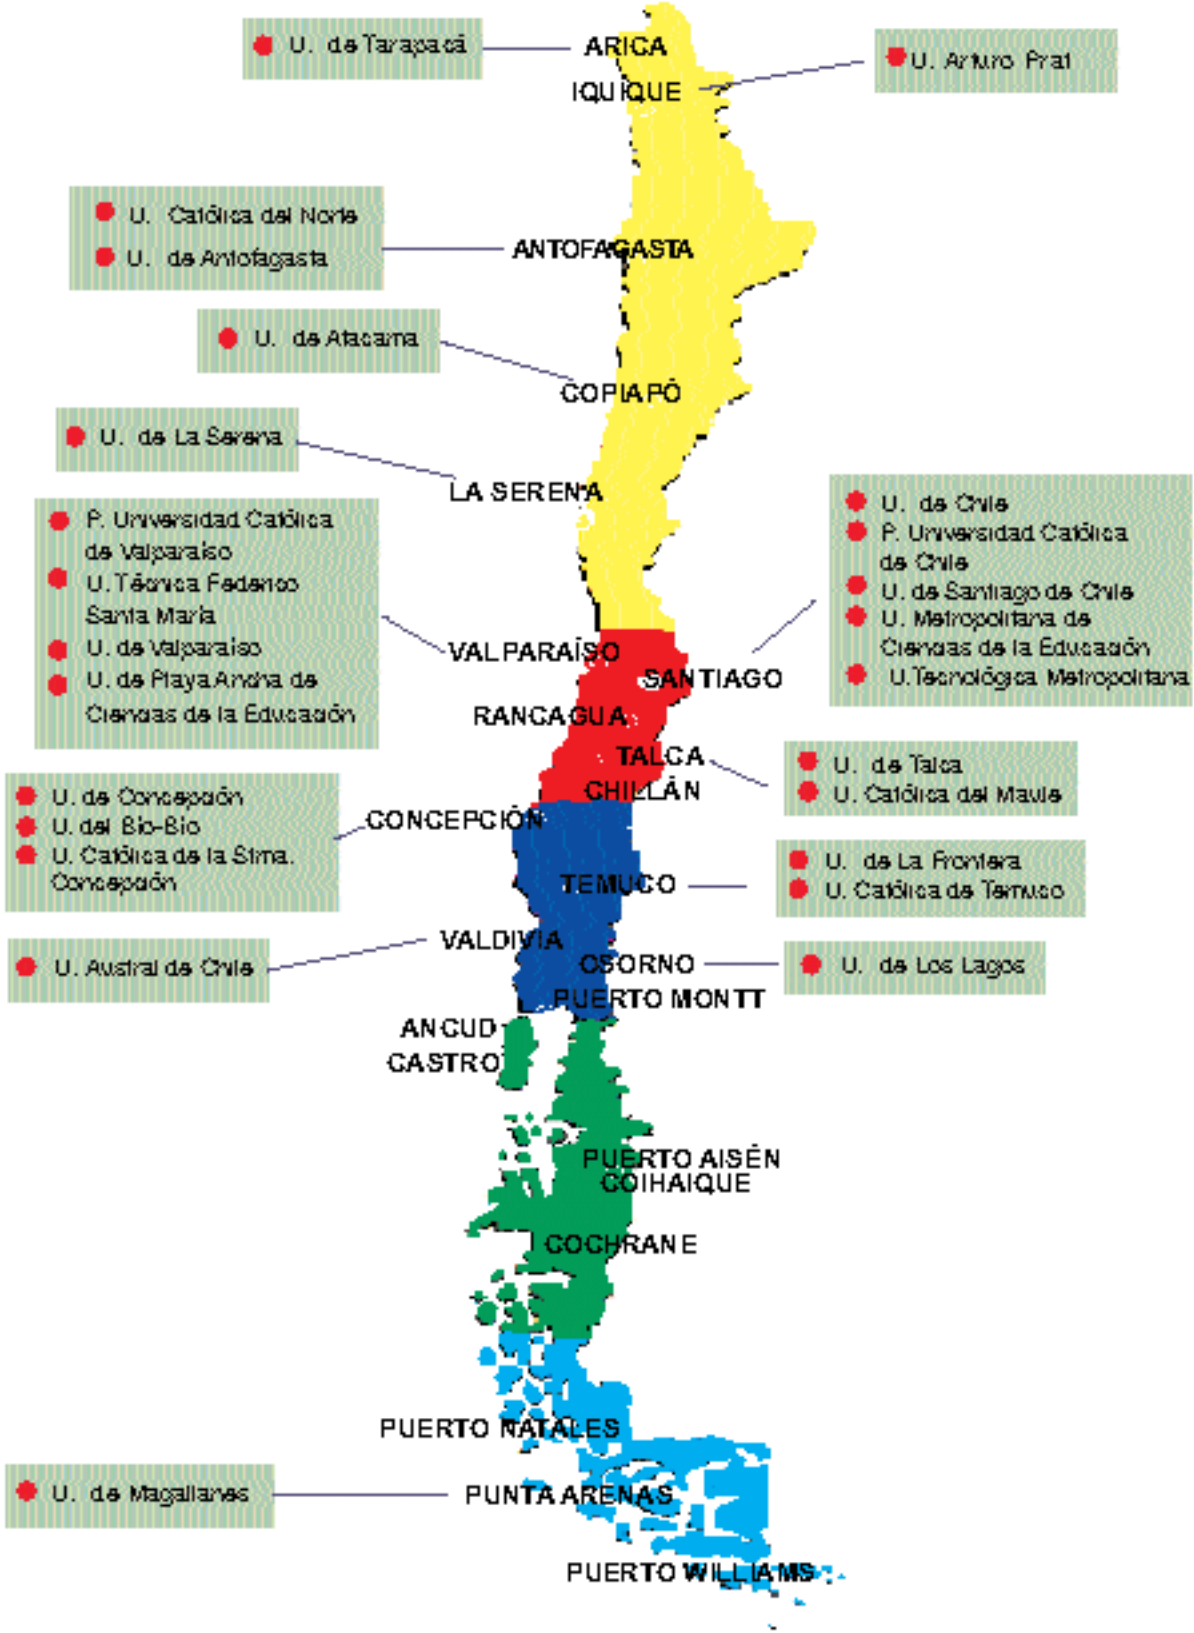 U. de Tarapacá
ARICA
U. Arturo Prat
IQUIQUE
U. Católica del Norte
U. de Antofagasta
ANTOFAGASTA
U. de Atacama
COPIAPÓ
U. de La Serena
LA SERENA
P. Universidad Católica
de Valparaíso
U. Técnica Federico
Santa María
U. de Valparaíso
U. de Playa Ancha de
Ciencias de la Educación
VALPARAÍSO
U. de Chile
P. Universidad Católica
de Chile
U. de Santiago de Chile
U. Metropolitana de
Ciencias de la Educación
U.Tecnológica Metropolitana
SANTIAGO
RANCAGUA
TALCA
U. de Talca
U. Católica del Maule
CHILLÁN
U. de Concepción
U. del Bío-Bío
U. Católica de la Stma.
Concepción
CONCEPCIÓN
U. de La Frontera
U. Católica de Temuco
TEMUCO
VALDIVIA
U. Austral de Chile
OSORNO
U. de Los Lagos
PUERTO MONTT
ANCUD
CASTRO
PUERTO AISÉN
COIHAIQUE
COCHRANE
PUERTO NATALES
U. de Magallanes
PUNTA ARENAS
PUERTO WILLIAMS